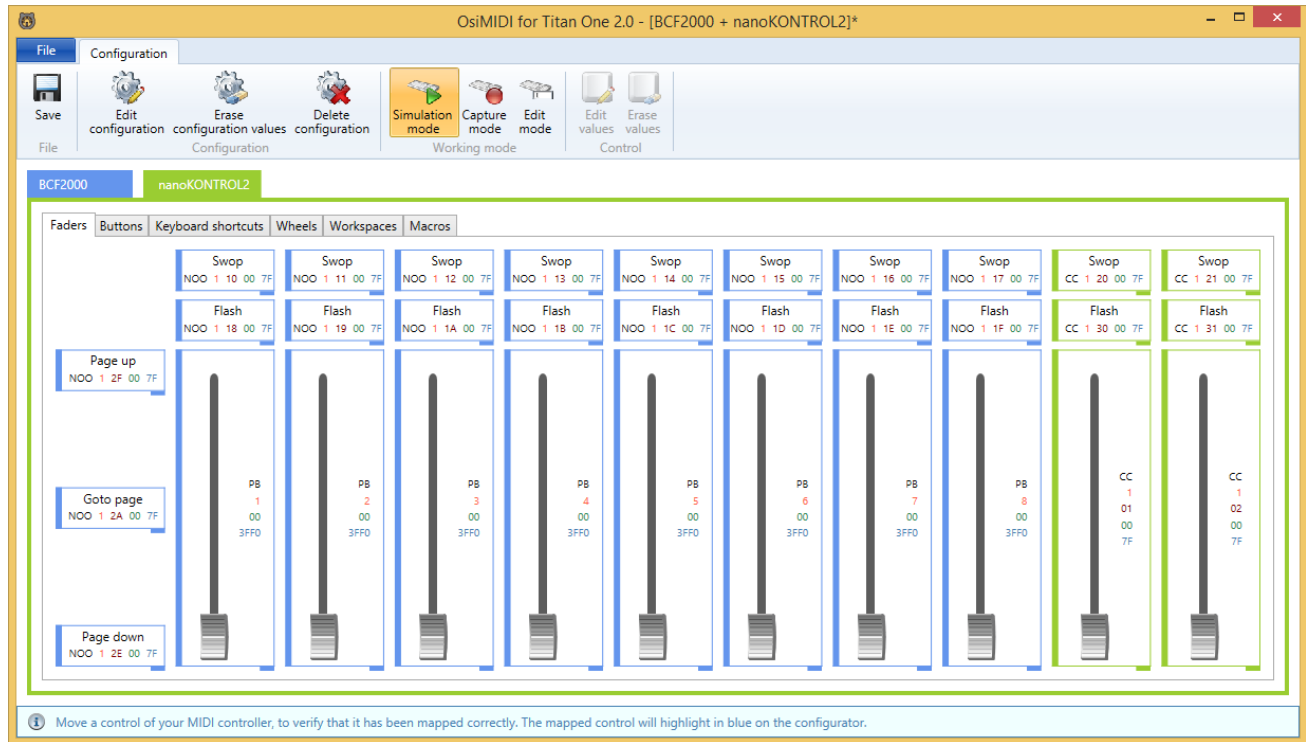 OsiMIDI for Titan One 2.0 - [BCF2000 + nanoKONTROL2]*
File
Configuration
Save
Edit configuration
Erase configuration values
Delete configuration
Simulation mode
Capture mode
Edit mode
Edit values
Erase values
File
Configuration
Working mode
Control
BCF2000
nanoKONTROL2
Faders Buttons Keyboard shortcuts Wheels Workspaces Macros
Swop Swop Swop Swop Swop Swop Swop Swop Swop Swop
NOO 1 10 00 7F NOO 1 11 00 7F NOO 1 12 00 7F NOO 1 13 00 7F NOO 1 14 00 7F NOO 1 15 00 7F NOO 1 16 00 7F NOO 1 17 00 7F CC 1 20 00 7F CC 1 21 00 7F
Flash Flash Flash Flash Flash Flash Flash Flash Flash Flash
NOO 1 18 00 7F NOO 1 19 00 7F NOO 1 1A 00 7F NOO 1 1B 00 7F NOO 1 1C 00 7F NOO 1 1D 00 7F NOO 1 1E 00 7F NOO 1 1F 00 7F CC 1 30 00 7F CC 1 31 00 7F
Page up
NOO 1 2F 00 7F
Goto page
NOO 1 2A 00 7F
Page down
NOO 1 2E 00 7F
PB
1
00
3FF0
PB
2
00
3FF0
PB
3
00
3FF0
PB
4
00
3FF0
PB
5
00
3FF0
PB
6
00
3FF0
PB
7
00
3FF0
PB
8
00
3FF0
CC
1
01
00
7F
CC
1
02
00
7F
Move a control of your MIDI controller, to verify that it has been mapped correctly. The mapped control will highlight in blue on the configurator.